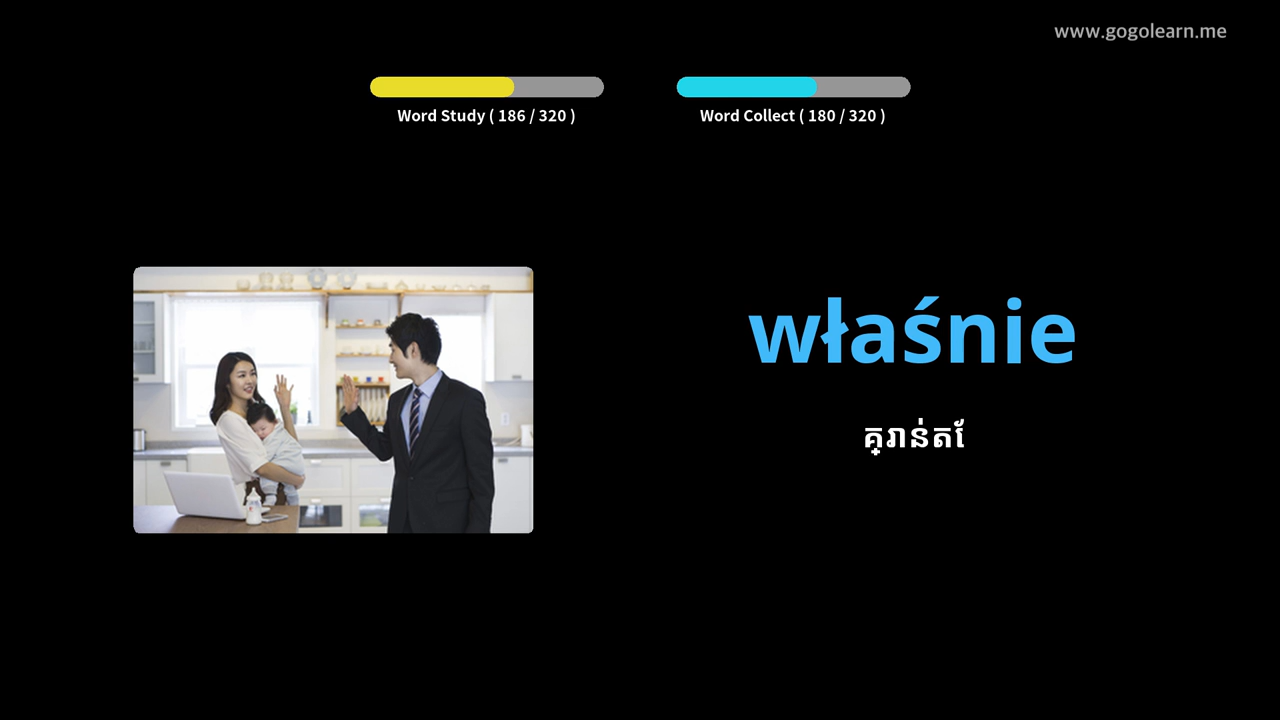 www.gogolearn.me
Word Study ( 186 / 320 )
Word Collect ( 180 / 320 )
właśnie
គ្រាន់តែ